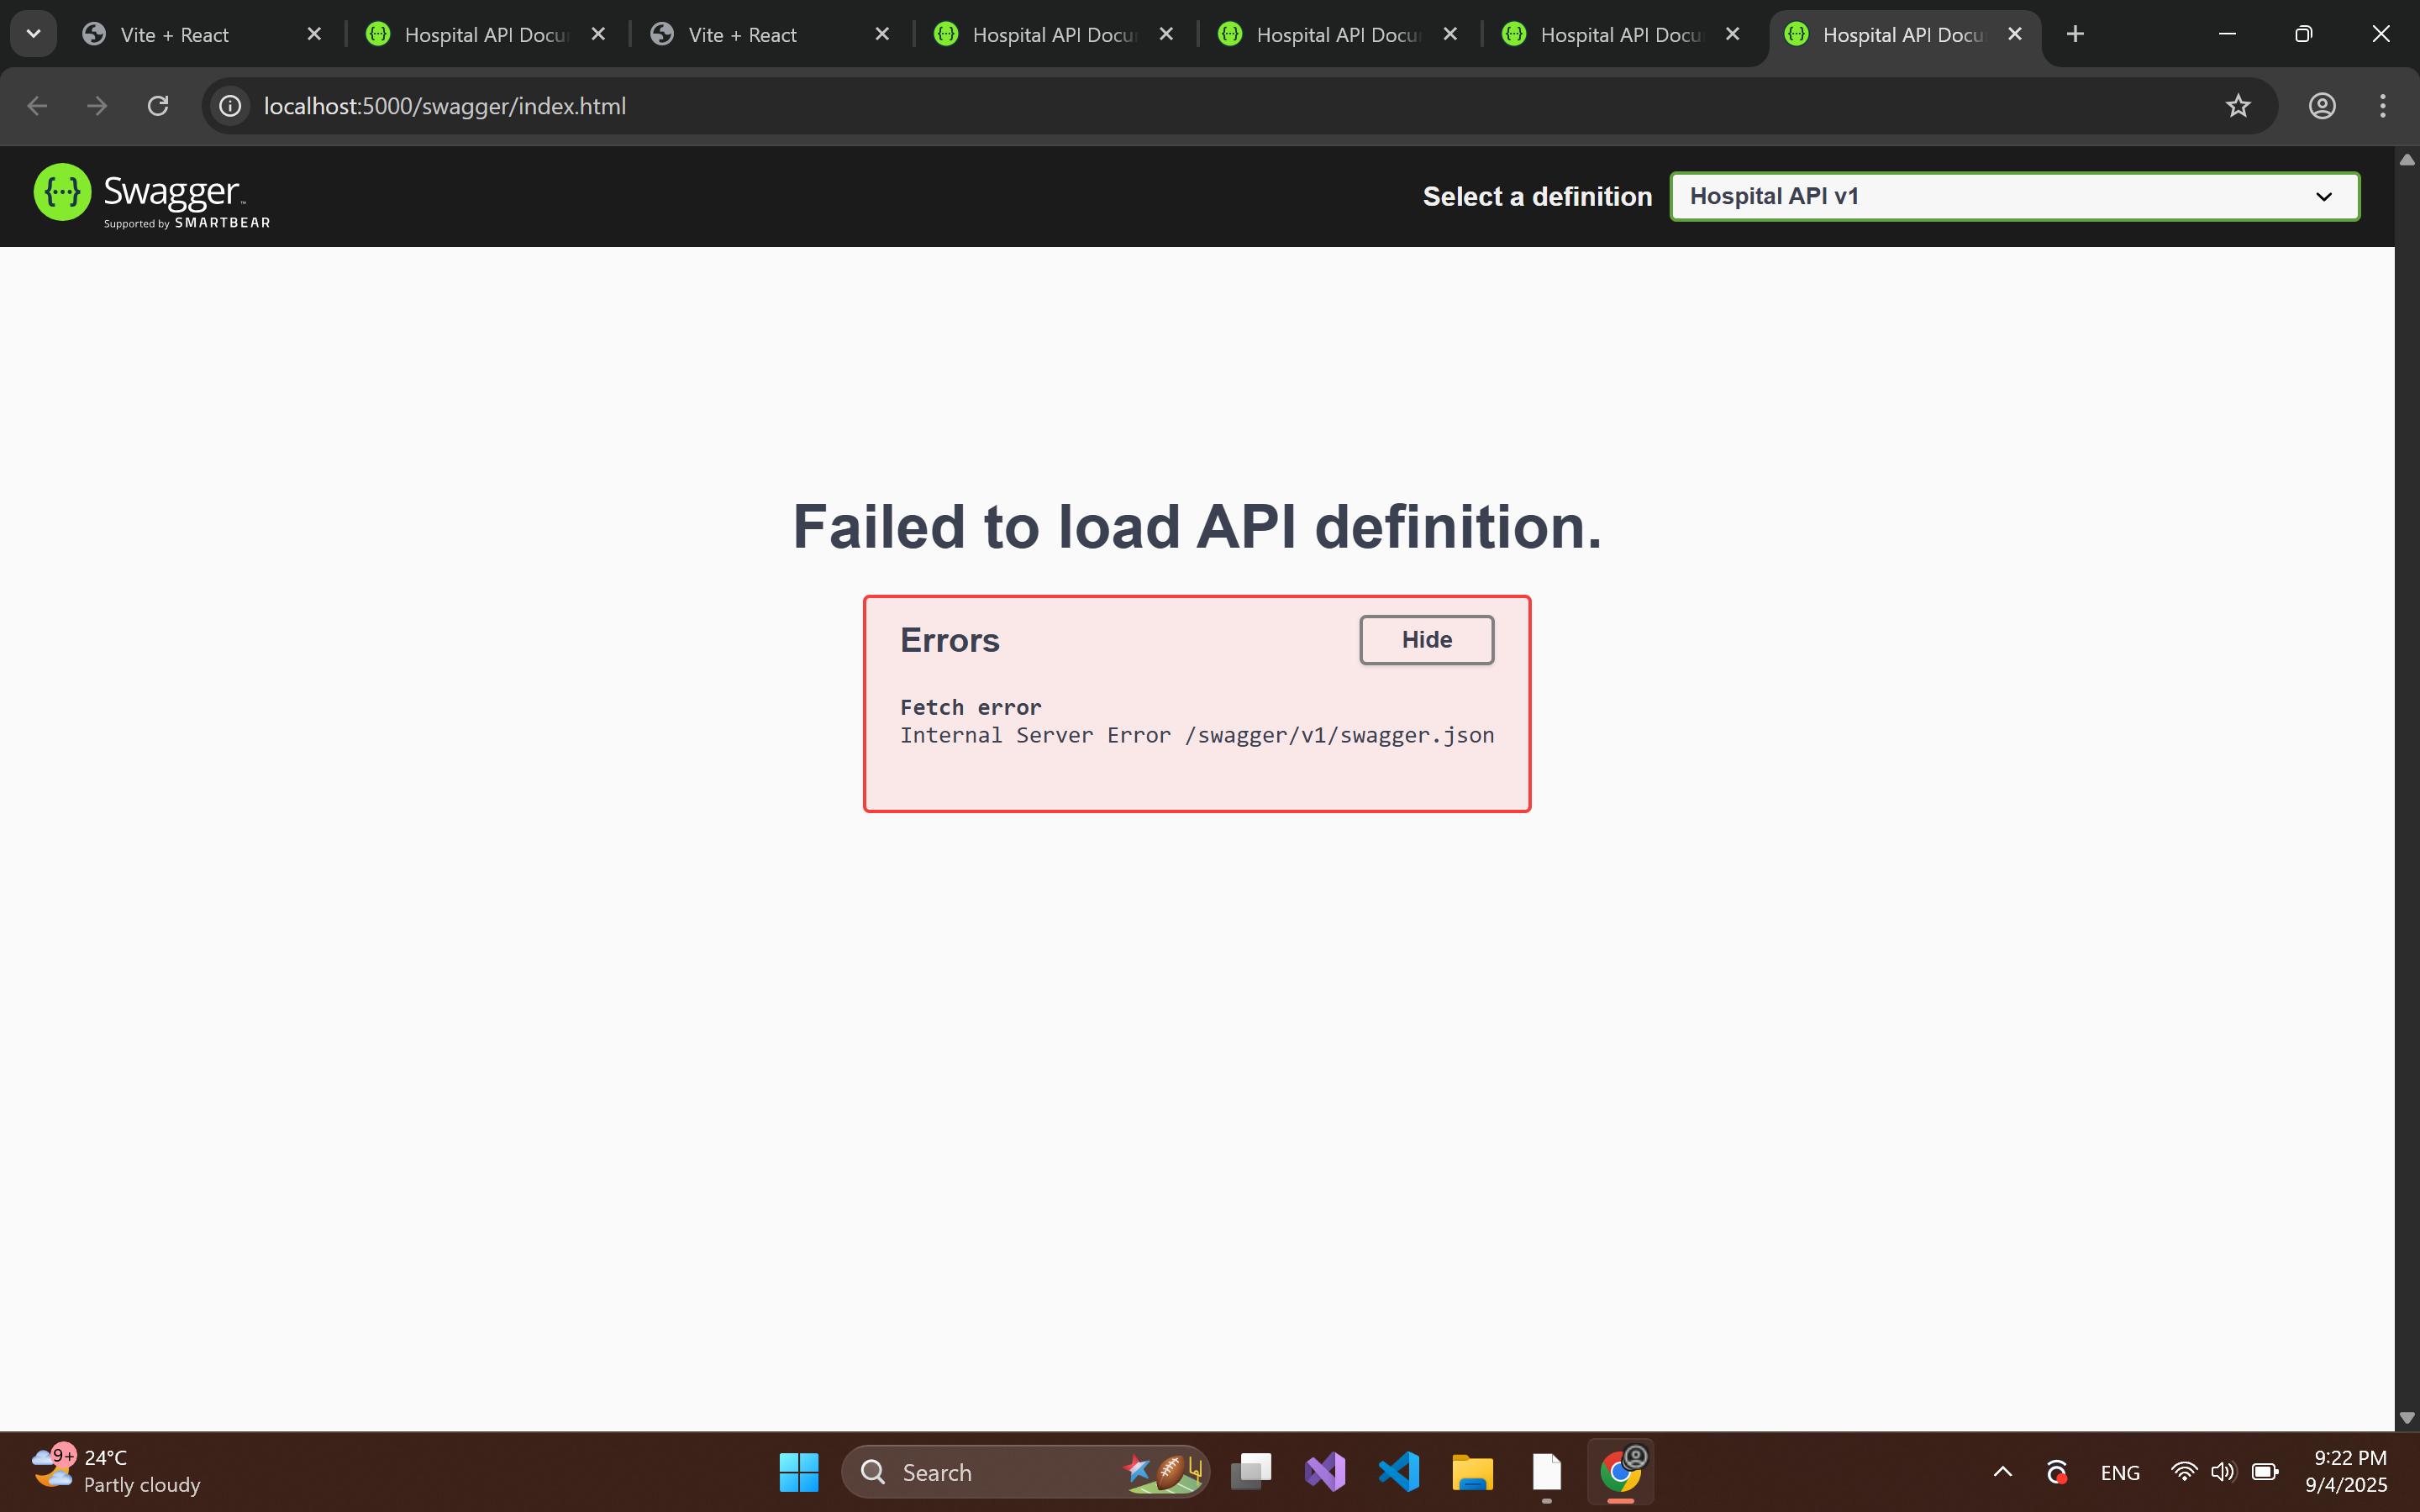 Vite + React
Hospital API Docu
Vite + React
Hospital API Docu
Hospital API Docu
Hospital API Docu
Hospital API Docu
localhost:5000/swagger/index.html
{···} Swagger™
Supported by SMARTBEAR
Select a definition
Hospital API v1
Failed to load API definition.
Errors
Hide
Fetch error
Internal Server Error /swagger/v1/swagger.json
9+
24°C
Partly cloudy
Search
ENG
9:22 PM
9/4/2025